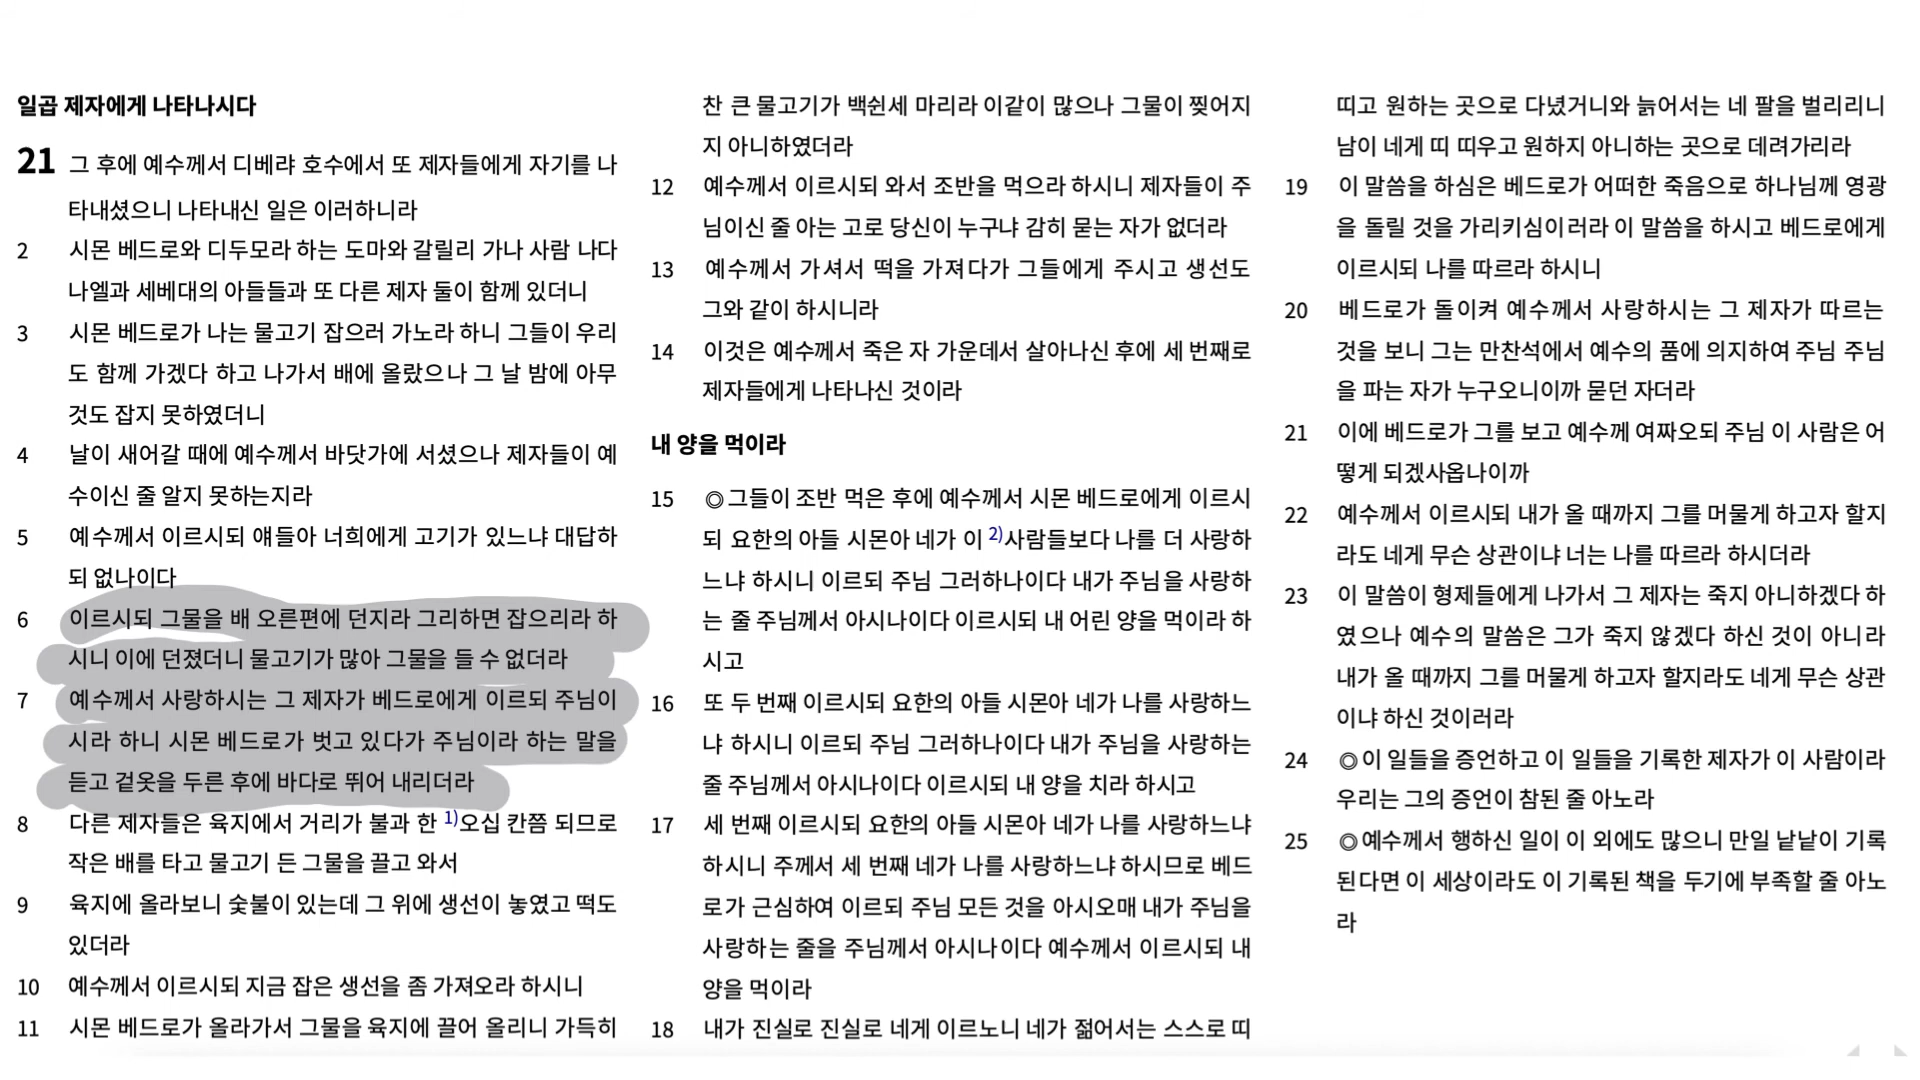 일곱 제자에게 나타나시다
21 그 후에 예수께서 디베랴 호수에서 또 제자들에게 자기를 나
타내셨으니 나타내신 일은 이러하니라
2 시몬 베드로와 디두모라 하는 도마와 갈릴리 가나 사람 나다
나엘과 세베대의 아들들과 또 다른 제자 둘이 함께 있더니
3 시몬 베드로가 나는 물고기 잡으러 가노라 하니 그들이 우리
도 함께 가겠다 하고 나가서 배에 올랐으나 그 날 밤에 아무
것도 잡지 못하였더니
4 날이 새어갈 때에 예수께서 바닷가에 서셨으나 제자들이 예
수이신 줄 알지 못하는지라
5 예수께서 이르시되 얘들아 너희에게 고기가 있느냐 대답하
되 없나이다
6 이르시되 그물을 배 오른편에 던지라 그리하면 잡으리라 하
시니 이에 던졌더니 물고기가 많아 그물을 들 수 없더라
7 예수께서 사랑하시는 그 제자가 베드로에게 이르되 주님이
시라 하니 시몬 베드로가 벗고 있다가 주님이라 하는 말을
듣고 겉옷을 두른 후에 바다로 뛰어 내리더라
8 다른 제자들은 육지에서 거리가 불과 한 1)오십 칸쯤 되므로
작은 배를 타고 물고기 든 그물을 끌고 와서
9 육지에 올라보니 숯불이 있는데 그 위에 생선이 놓였고 떡도
있더라
10 예수께서 이르시되 지금 잡은 생선을 좀 가져오라 하시니
11 시몬 베드로가 올라가서 그물을 육지에 끌어 올리니 가득히
찬 큰 물고기가 백쉰세 마리라 이같이 많으나 그물이 찢어지
지 아니하였더라
12 예수께서 이르시되 와서 조반을 먹으라 하시니 제자들이 주
님이신 줄 아는 고로 당신이 누구냐 감히 묻는 자가 없더라
13 예수께서 가셔서 떡을 가져다가 그들에게 주시고 생선도
그와 같이 하시니라
14 이것은 예수께서 죽은 자 가운데서 살아나신 후에 세 번째로
제자들에게 나타나신 것이라
내 양을 먹이라
15 ◎그들이 조반 먹은 후에 예수께서 시몬 베드로에게 이르시
되 요한의 아들 시몬아 네가 이 2)사람들보다 나를 더 사랑하
느냐 하시니 이르되 주님 그러하나이다 내가 주님을 사랑하
는 줄 주님께서 아시나이다 이르시되 내 어린 양을 먹이라 하
시고
16 또 두 번째 이르시되 요한의 아들 시몬아 네가 나를 사랑하느
냐 하시니 이르되 주님 그러하나이다 내가 주님을 사랑하는
줄 주님께서 아시나이다 이르시되 내 양을 치라 하시고
17 세 번째 이르시되 요한의 아들 시몬아 네가 나를 사랑하느냐
하시니 주께서 세 번째 네가 나를 사랑하느냐 하시므로 베드
로가 근심하여 이르되 주님 모든 것을 아시오매 내가 주님을
사랑하는 줄을 주님께서 아시나이다 예수께서 이르시되 내
양을 먹이라
18 내가 진실로 진실로 네게 이르노니 네가 젊어서는 스스로 띠
띠고 원하는 곳으로 다녔거니와 늙어서는 네 팔을 벌리리니
남이 네게 띠 띠우고 원하지 아니하는 곳으로 데려가리라
19 이 말씀을 하심은 베드로가 어떠한 죽음으로 하나님께 영광
을 돌릴 것을 가리키심이러라 이 말씀을 하시고 베드로에게
이르시되 나를 따르라 하시니
20 베드로가 돌이켜 예수께서 사랑하시는 그 제자가 따르는
것을 보니 그는 만찬석에서 예수의 품에 의지하여 주님 주님
을 파는 자가 누구오니이까 묻던 자더라
21 이에 베드로가 그를 보고 예수께 여짜오되 주님 이 사람은 어
떻게 되겠사옵나이까
22 예수께서 이르시되 내가 올 때까지 그를 머물게 하고자 할지
라도 네게 무슨 상관이냐 너는 나를 따르라 하시더라
23 이 말씀이 형제들에게 나가서 그 제자는 죽지 아니하겠다 하
였으나 예수의 말씀은 그가 죽지 않겠다 하신 것이 아니라
내가 올 때까지 그를 머물게 하고자 할지라도 네게 무슨 상관
이냐 하신 것이러라
24 ◎이 일들을 증언하고 이 일들을 기록한 제자가 이 사람이라
우리는 그의 증언이 참된 줄 아노라
25 ◎예수께서 행하신 일이 이 외에도 많으니 만일 낱낱이 기록
된다면 이 세상이라도 이 기록된 책을 두기에 부족할 줄 아노
라